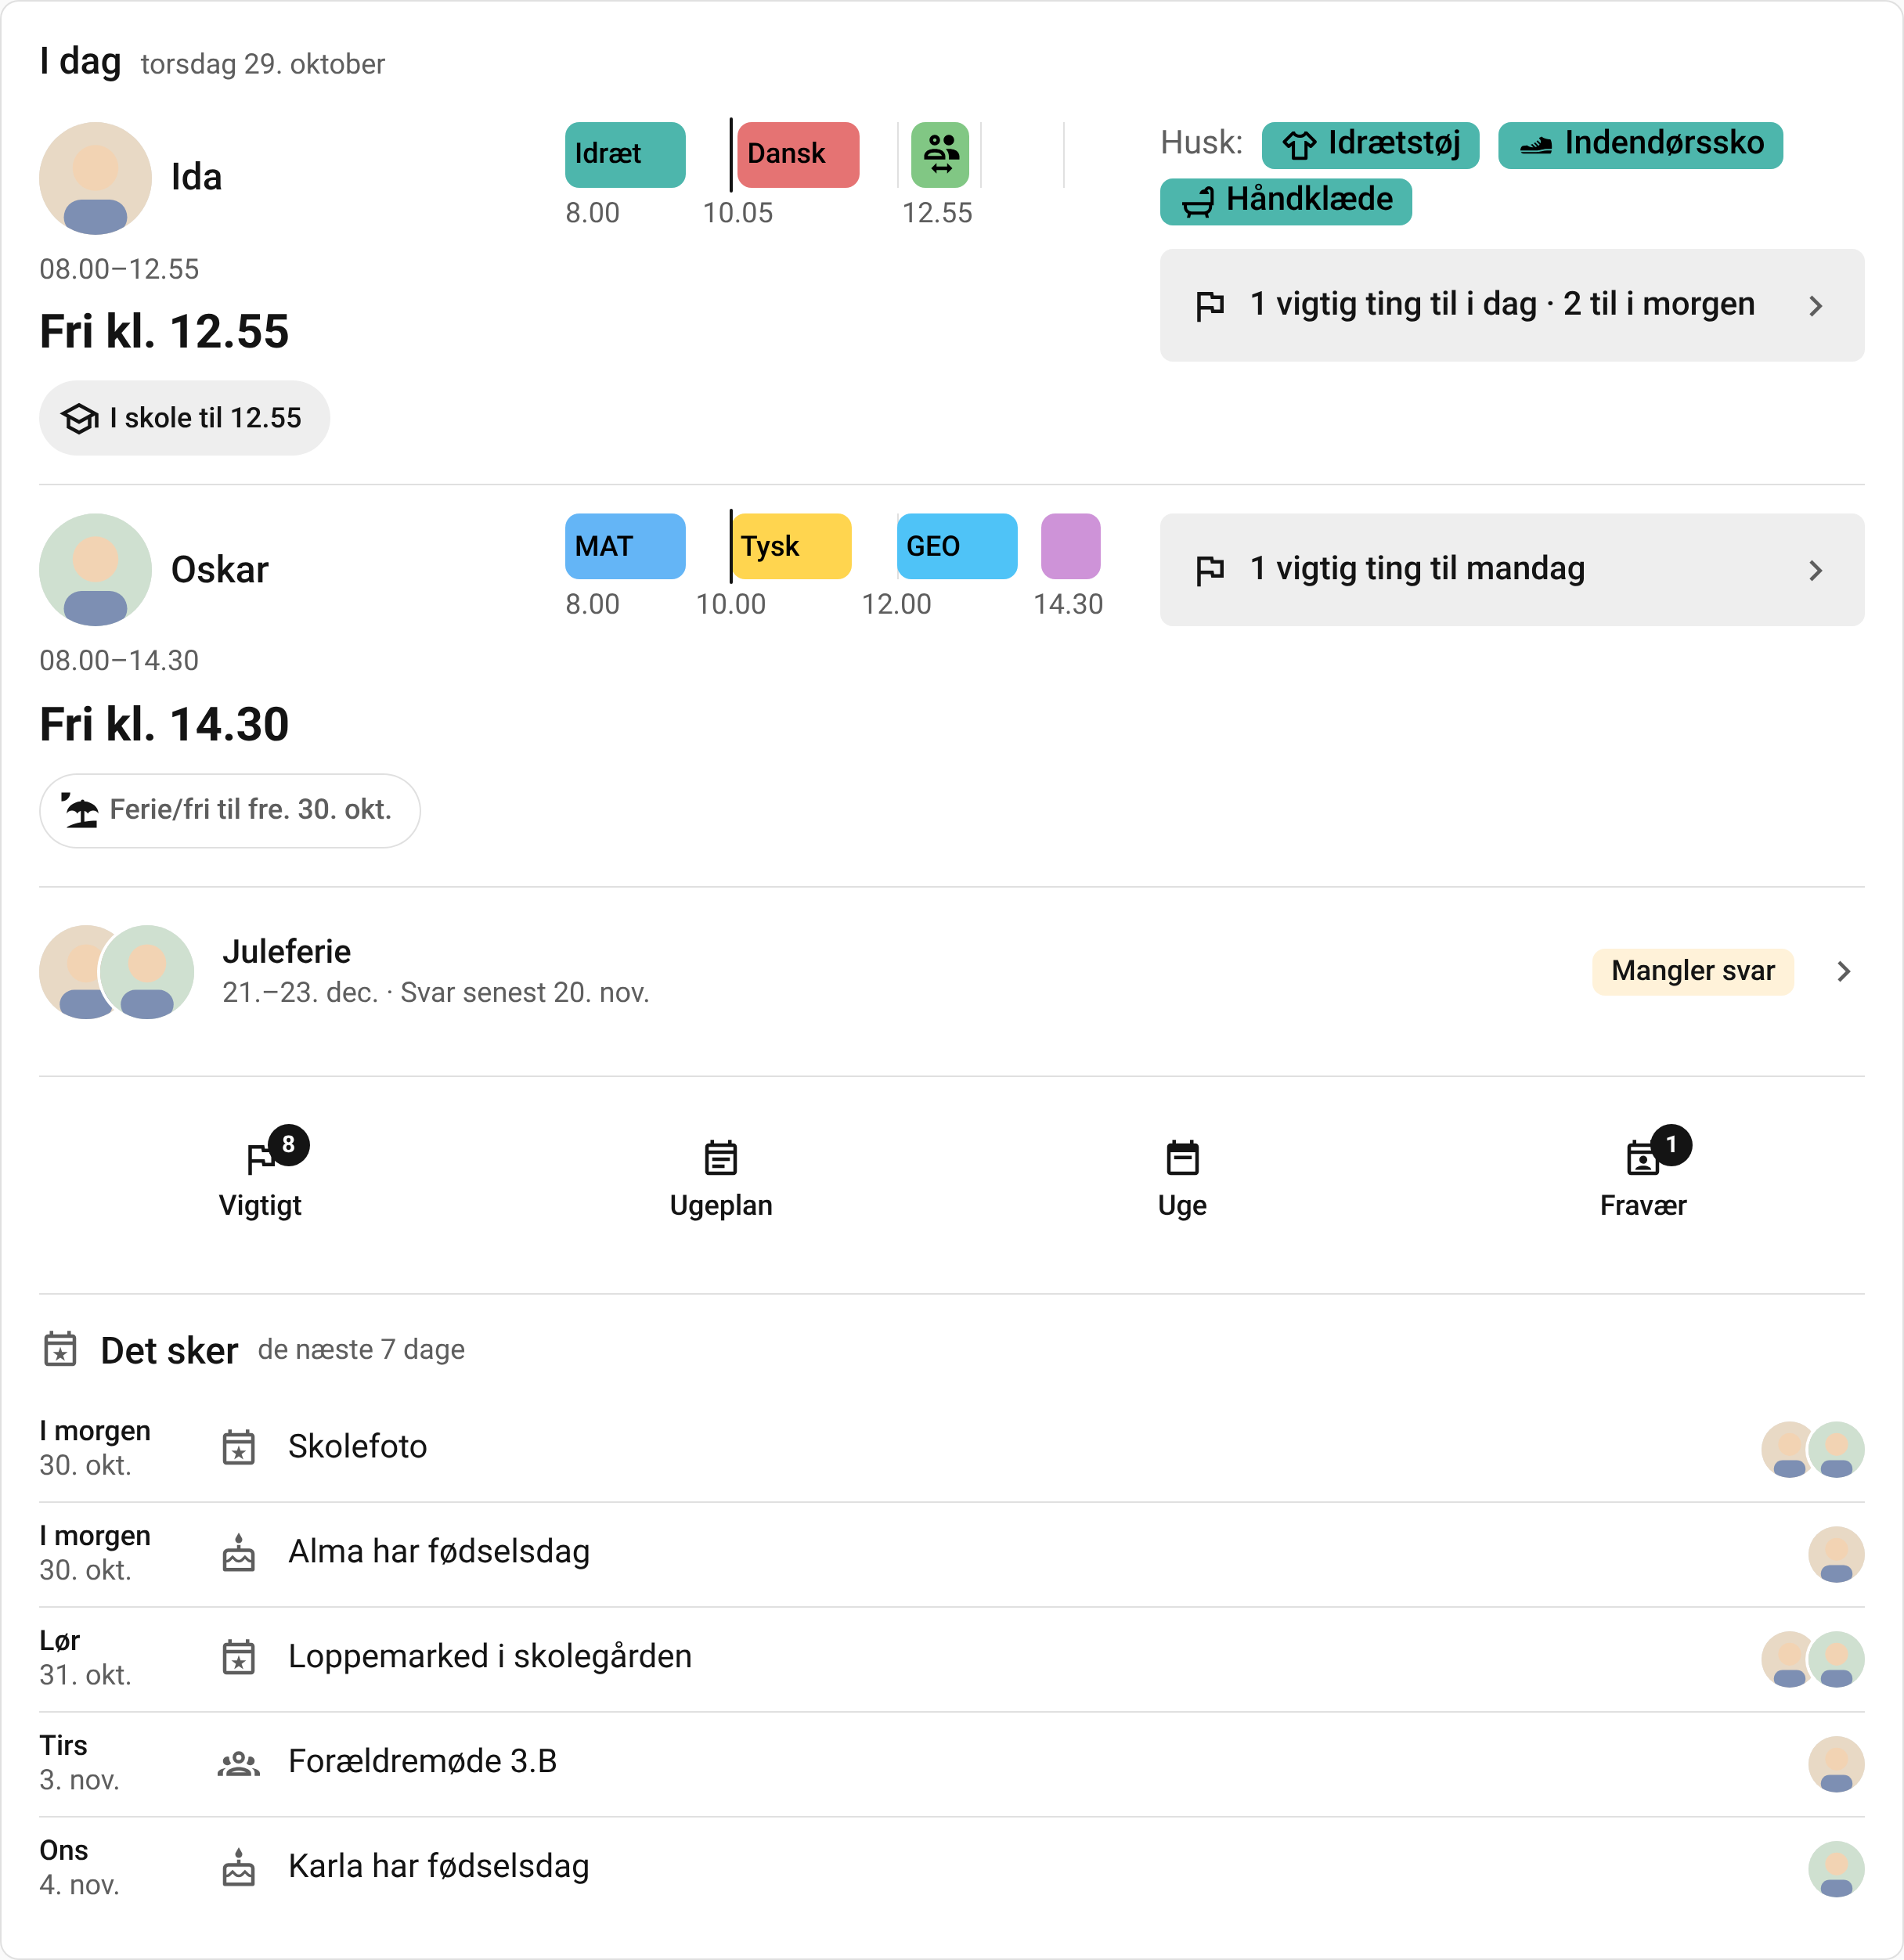 I dag torsdag 29. oktober
Ida
08.00–12.55
Fri kl. 12.55
I skole til 12.55
Idræt Dansk
8.00 10.05 12.55
Husk: Idrætstøj Indendørssko
Håndklæde
1 vigtig ting til i dag · 2 til i morgen
Oskar
08.00–14.30
Fri kl. 14.30
Ferie/fri til fre. 30. okt.
MAT Tysk GEO
8.00 10.00 12.00 14.30
1 vigtig ting til mandag
Juleferie
21.–23. dec. · Svar senest 20. nov.
Mangler svar
8 1
Vigtigt Ugeplan Uge Fravær
Det sker de næste 7 dage
I morgen
30. okt.
Skolefoto
I morgen
30. okt.
Alma har fødselsdag
Lør
31. okt.
Loppemarked i skolegården
Tirs
3. nov.
Forældremøde 3.B
Ons
4. nov.
Karla har fødselsdag